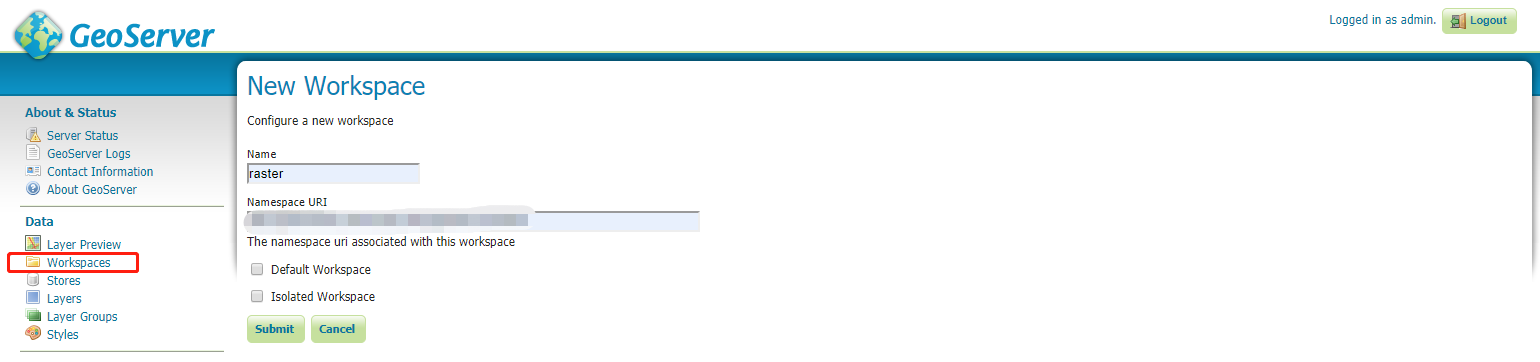 GeoServer
Logged in as admin.
Logout
About & Status
Server Status
GeoServer Logs
Contact Information
About GeoServer
Data
Layer Preview
Workspaces
Stores
Layers
Layer Groups
Styles
New Workspace
Configure a new workspace
Name
raster
Namespace URI
The namespace uri associated with this workspace
Default Workspace
Isolated Workspace
Submit
Cancel